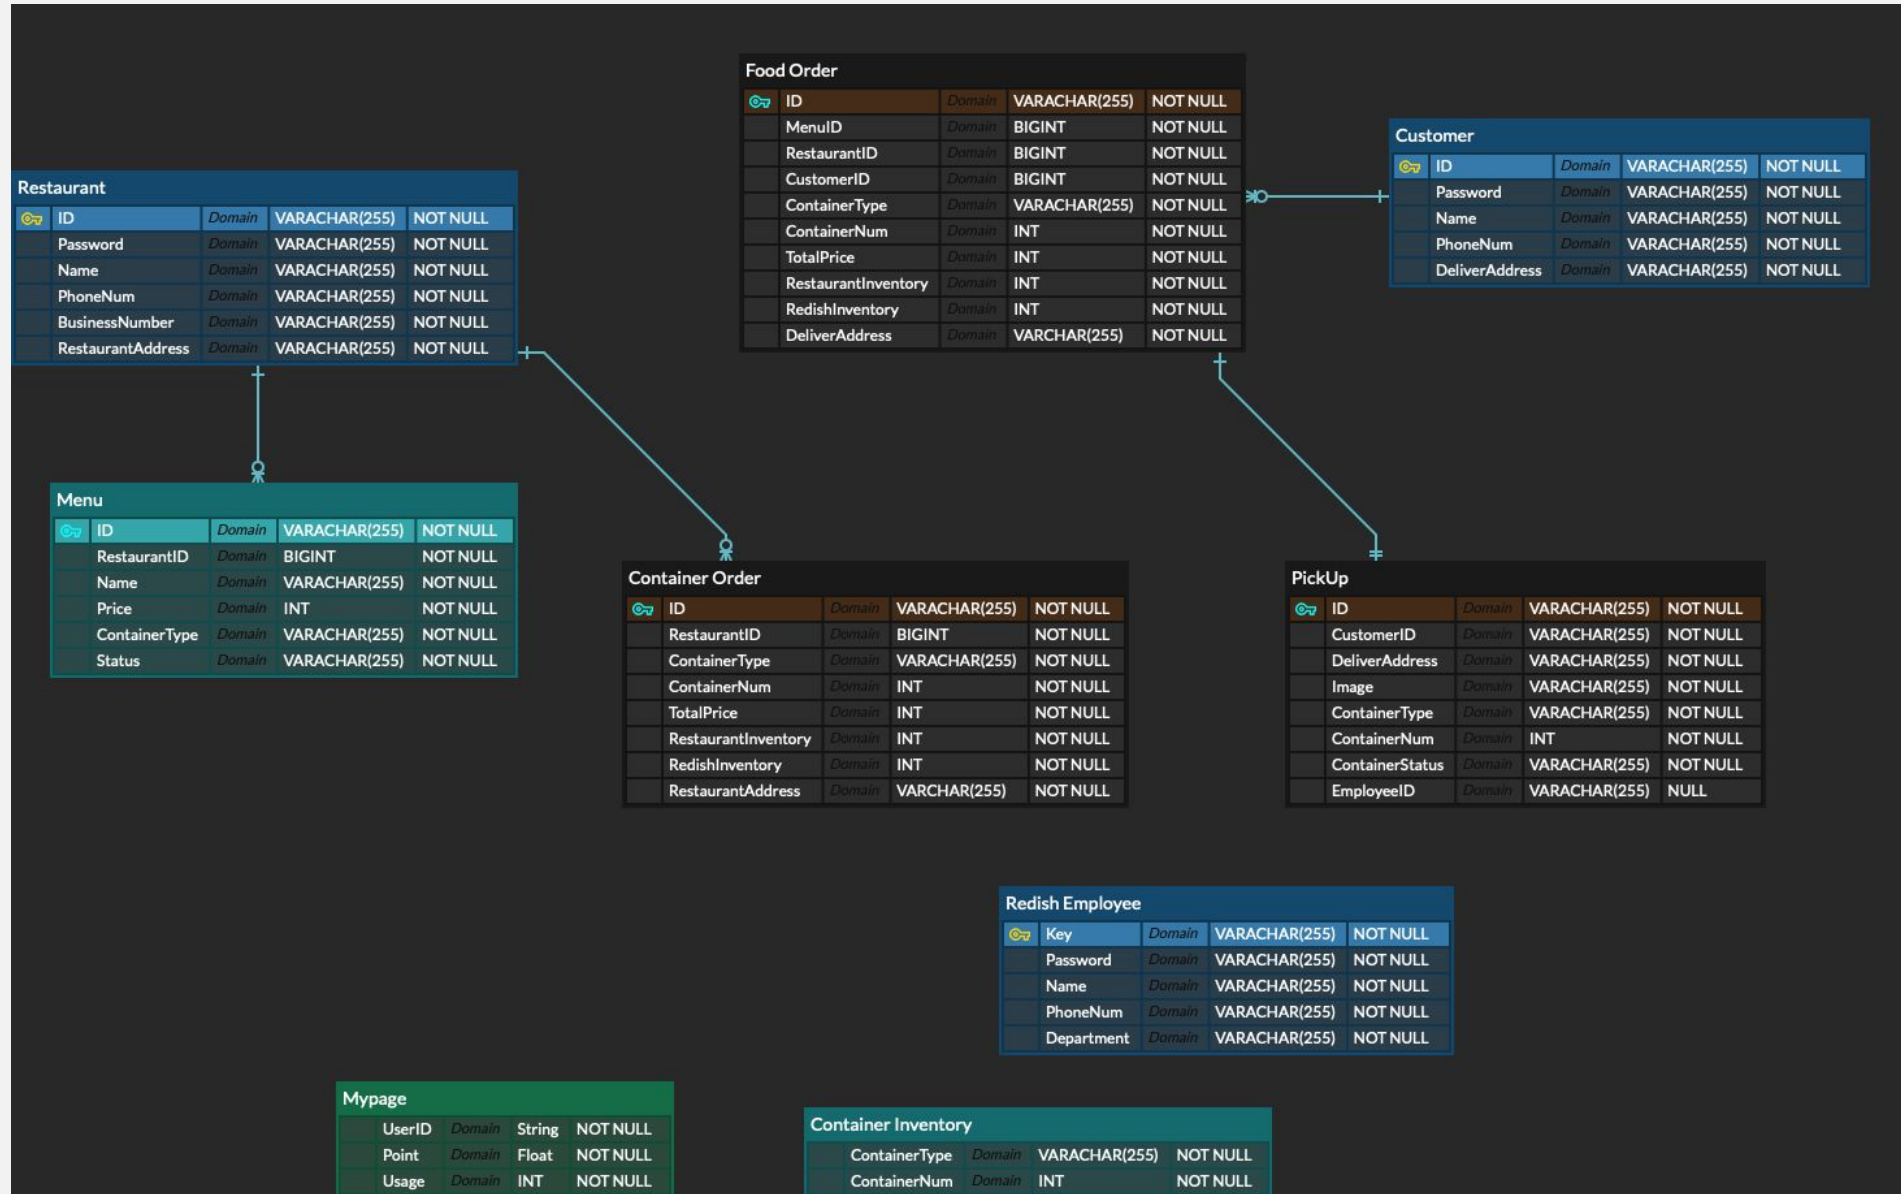 Food Order
ID Domain VARACHAR(255) NOT NULL
MenuID Domain BIGINT NOT NULL
RestaurantID Domain BIGINT NOT NULL
CustomerID Domain BIGINT NOT NULL
ContainerType Domain VARACHAR(255) NOT NULL
ContainerNum Domain INT NOT NULL
TotalPrice Domain INT NOT NULL
RestaurantInventory Domain INT NOT NULL
RedishInventory Domain INT NOT NULL
DeliverAddress Domain VARCHAR(255) NOT NULL
Customer
ID Domain VARACHAR(255) NOT NULL
Password Domain VARACHAR(255) NOT NULL
Name Domain VARACHAR(255) NOT NULL
PhoneNum Domain VARACHAR(255) NOT NULL
DeliverAddress Domain VARACHAR(255) NOT NULL
Restaurant
ID Domain VARACHAR(255) NOT NULL
Password Domain VARACHAR(255) NOT NULL
Name Domain VARACHAR(255) NOT NULL
PhoneNum Domain VARACHAR(255) NOT NULL
BusinessNumber Domain VARACHAR(255) NOT NULL
RestaurantAddress Domain VARACHAR(255) NOT NULL
Menu
ID Domain VARACHAR(255) NOT NULL
RestaurantID Domain BIGINT NOT NULL
Name Domain VARACHAR(255) NOT NULL
Price Domain INT NOT NULL
ContainerType Domain VARACHAR(255) NOT NULL
Status Domain VARACHAR(255) NOT NULL
Container Order
ID Domain VARACHAR(255) NOT NULL
RestaurantID Domain BIGINT NOT NULL
ContainerType Domain VARACHAR(255) NOT NULL
ContainerNum Domain INT NOT NULL
TotalPrice Domain INT NOT NULL
RestaurantInventory Domain INT NOT NULL
RedishInventory Domain INT NOT NULL
RestaurantAddress Domain VARCHAR(255) NOT NULL
PickUp
ID Domain VARACHAR(255) NOT NULL
CustomerID Domain VARACHAR(255) NOT NULL
DeliverAddress Domain VARACHAR(255) NOT NULL
Image Domain VARACHAR(255) NOT NULL
ContainerType Domain VARACHAR(255) NOT NULL
ContainerNum Domain INT NOT NULL
ContainerStatus Domain VARACHAR(255) NOT NULL
EmployeeID Domain VARACHAR(255) NULL
Redish Employee
Key Domain VARACHAR(255) NOT NULL
Password Domain VARACHAR(255) NOT NULL
Name Domain VARACHAR(255) NOT NULL
PhoneNum Domain VARACHAR(255) NOT NULL
Department Domain VARACHAR(255) NOT NULL
Mypage
UserID Domain String NOT NULL
Point Domain Float NOT NULL
Usage Domain INT NOT NULL
Container Inventory
ContainerType Domain VARACHAR(255) NOT NULL
ContainerNum Domain INT NOT NULL